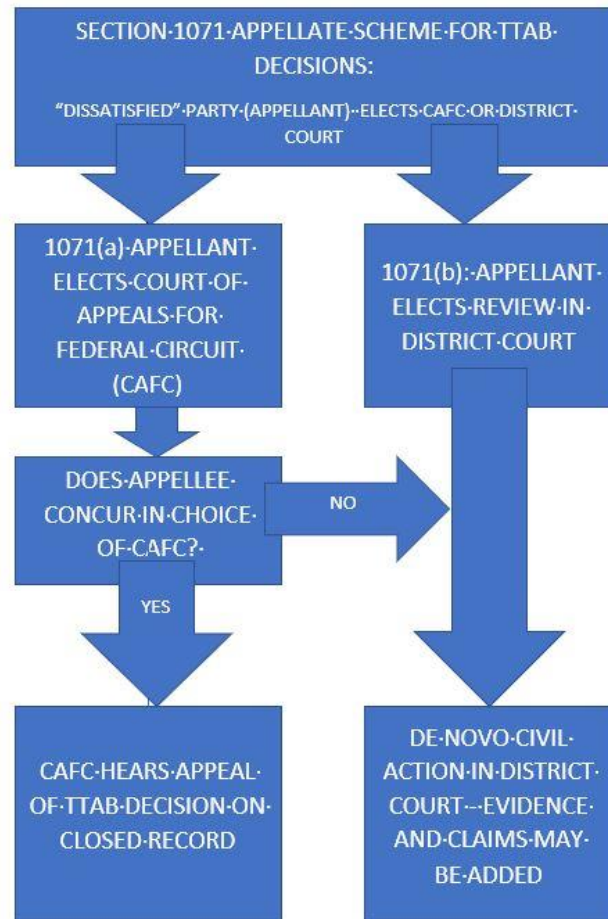 SECTION·1071·APPELLATE·SCHEME·FOR·TTAB·
DECISIONS:
“DISSATISFIED”·PARTY·(APPELLANT)··ELECTS·CAFC·OR·DISTRICT·
COURT
1071(a)·APPELLANT·
ELECTS·COURT·OF·
APPEALS·FOR·
FEDERAL·CIRCUIT·
(CAFC)
1071(b):·APPELLANT·
ELECTS·REVIEW·IN·
DISTRICT·COURT
DOES·APPELLEE·
CONCUR·IN·CHOICE·
OF·CAFC?·
NO
YES
CAFC·HEARS·APPEAL·
OF·TTAB·DECISION·ON·
CLOSED·RECORD
DE·NOVO·CIVIL·
ACTION·IN·DISTRICT·
COURT·-·EVIDENCE·
AND·CLAIMS·MAY·
BE·ADDED